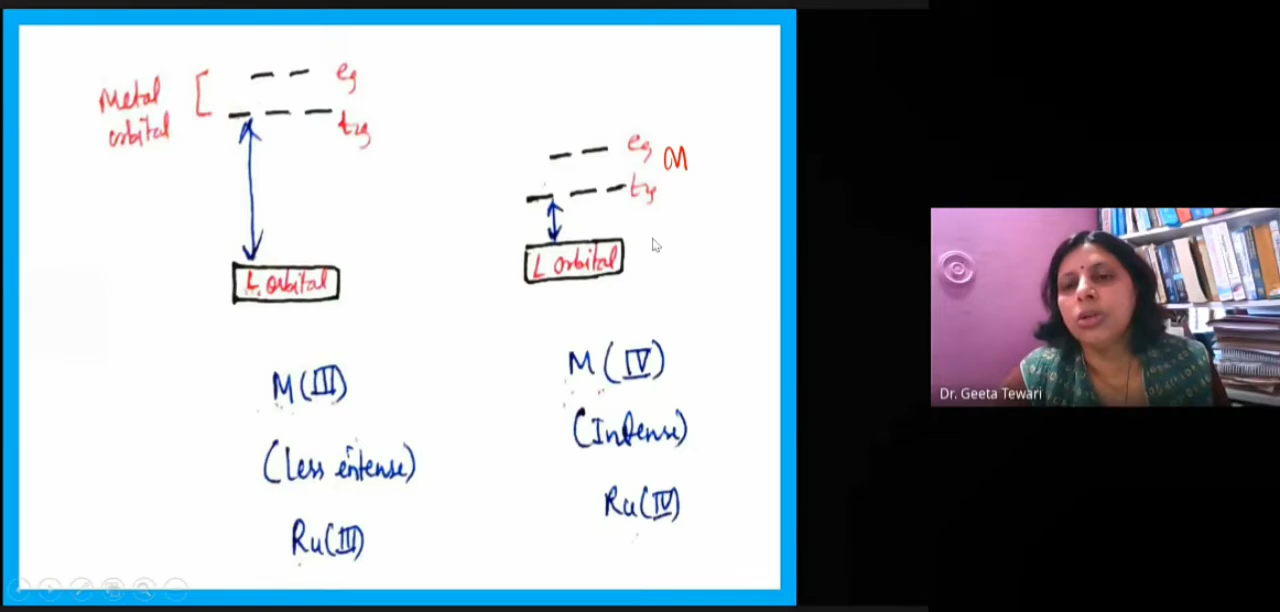 Metal
orbital
eg
t2g
L orbital
M(III)
(Less intense)
Ru(III)
eg M
t2g
L orbital
M(IV)
(Intense)
Ru(IV)
Dr. Geeta Tewari